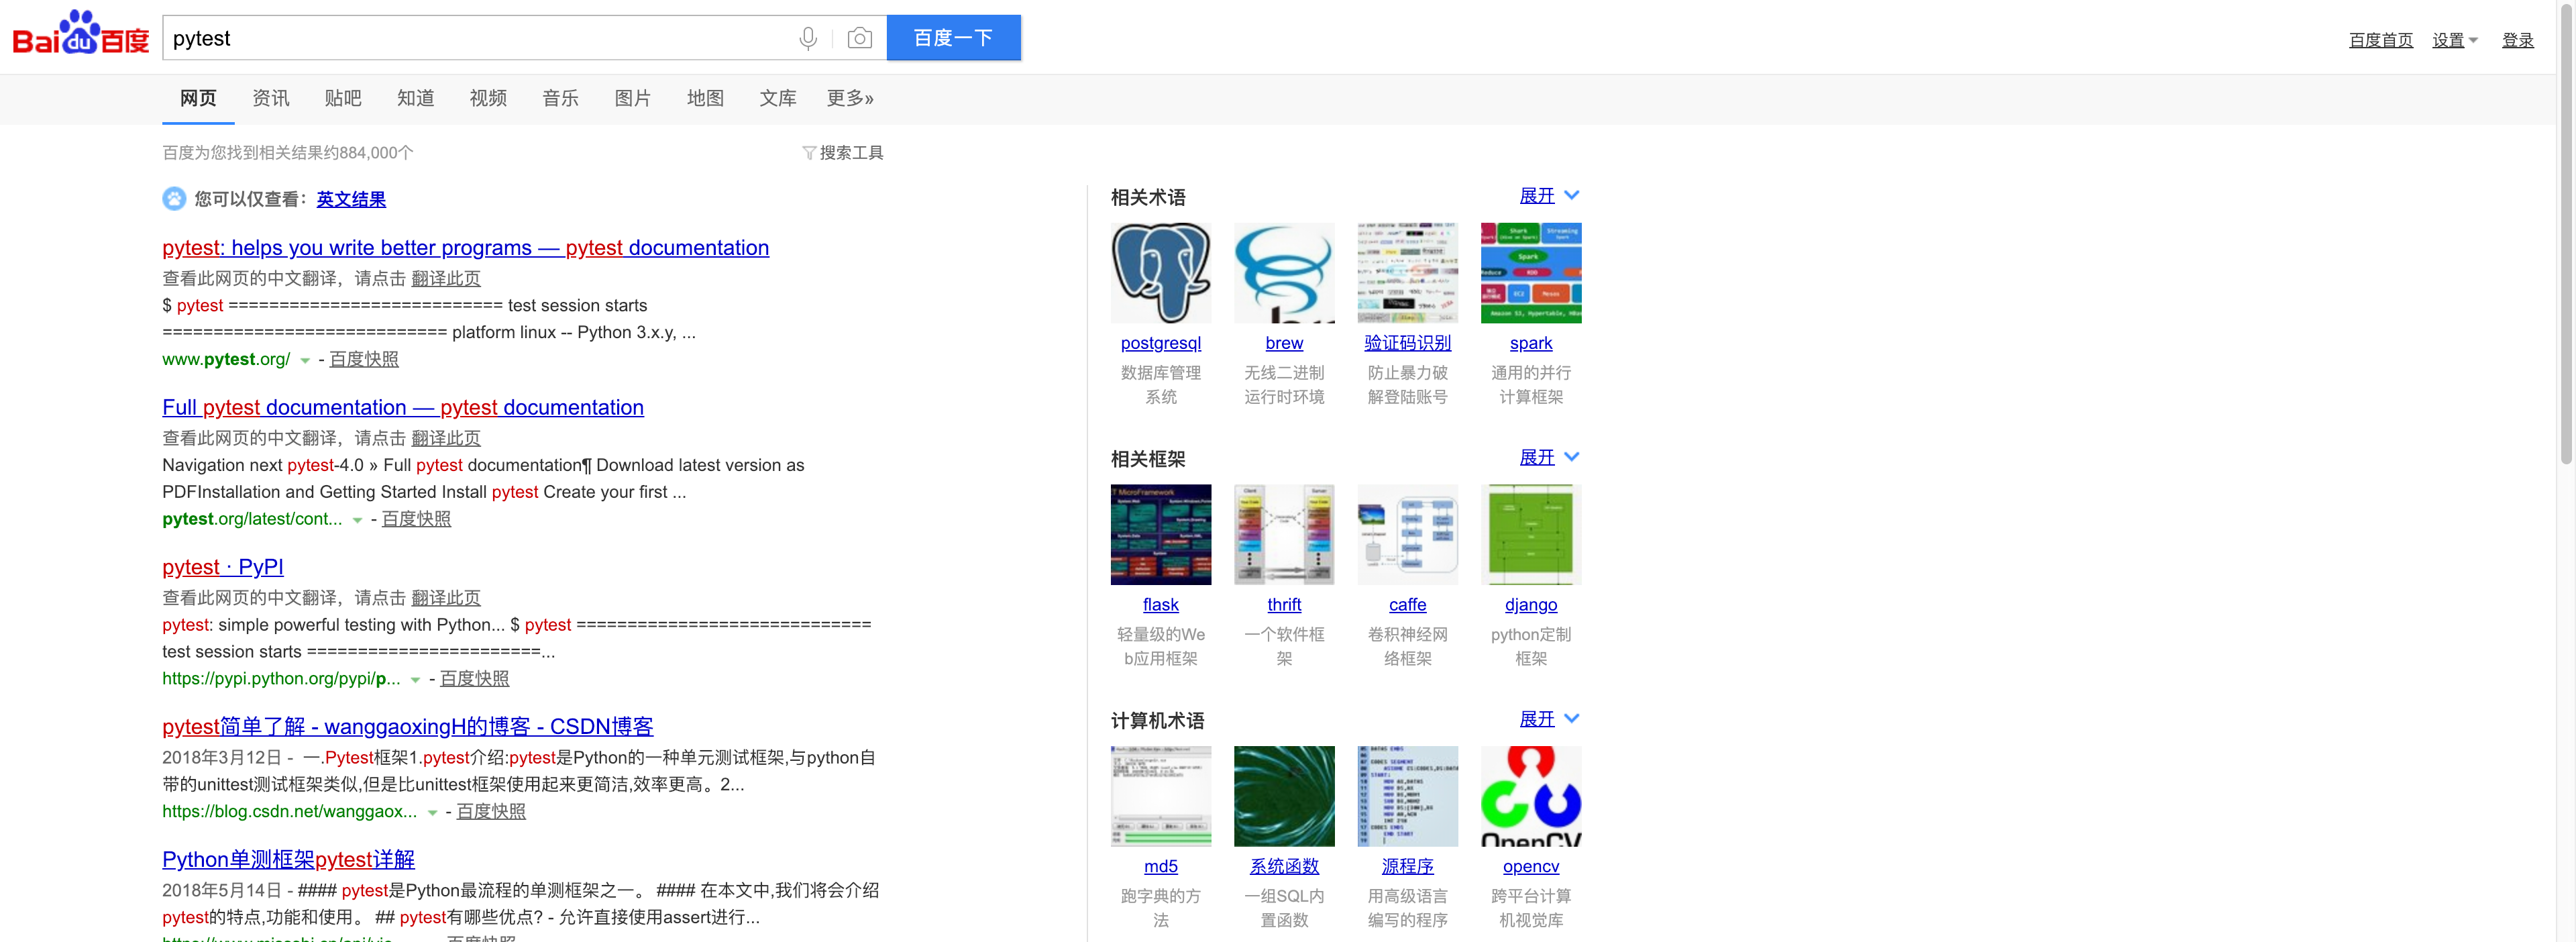 Baidu百度
pytest
百度一下
百度首页 设置 登录
网页 资讯 贴吧 知道 视频 音乐 图片 地图 文库 更多»
百度为您找到相关结果约884,000个
搜索工具
您可以仅查看：英文结果
pytest: helps you write better programs — pytest documentation
查看此网页的中文翻译，请点击 翻译此页
$ pytest =========================== test session starts
============================ platform linux -- Python 3.x.y, ...
www.pytest.org/ - 百度快照
Full pytest documentation — pytest documentation
查看此网页的中文翻译，请点击 翻译此页
Navigation next pytest-4.0 » Full pytest documentation¶ Download latest version as
PDFInstallation and Getting Started Install pytest Create your first ...
pytest.org/latest/cont... - 百度快照
pytest · PyPI
查看此网页的中文翻译，请点击 翻译此页
pytest: simple powerful testing with Python... $ pytest =============================
test session starts =======================...
https://pypi.python.org/pypi/p... - 百度快照
pytest简单了解 - wanggaoxingH的博客 - CSDN博客
2018年3月12日 - 一.Pytest框架1.pytest介绍:pytest是Python的一种单元测试框架,与python自
带的unittest测试框架类似,但是比unittest框架使用起来更简洁,效率更高。2...
https://blog.csdn.net/wanggaox... - 百度快照
Python单测框架pytest详解
2018年5月14日 - #### pytest是Python最流程的单测框架之一。 #### 在本文中,我们将会介绍
pytest的特点,功能和使用。 ## pytest有哪些优点? - 允许直接使用assert进行...
相关术语 展开
Shark Streaming
Spark
EC2 Mesos
Amazon S3, Hypertable,
postgresql brew 验证码识别 spark
数据库管理 无线二进制 防止暴力破 通用的并行
系统 运行时环境 解登陆账号 计算框架
相关框架 展开
MicroFramework
Client Server
flask thrift caffe django
轻量级的We 一个软件框 卷积神经网 python定制
b应用框架 架 络框架 框架
计算机术语 展开
OpenCV
md5 系统函数 源程序 opencv
跑字典的方 一组SQL内 用高级语言 跨平台计算
法 置函数 编写的程序 机视觉库